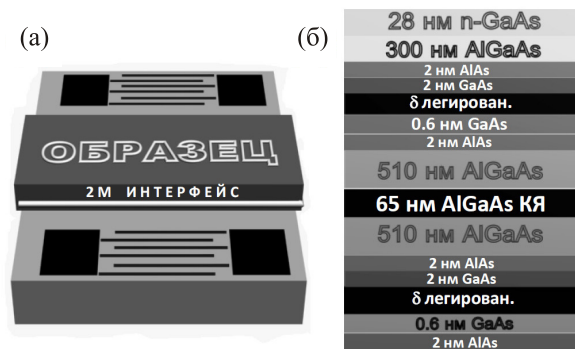 (а)
ОБРАЗЕЦ
2М ИНТЕРФЕЙС
(б)
28 нм n-GaAs
300 нм AlGaAs
2 нм AlAs
2 нм GaAs
δ легирован.
0.6 нм GaAs
2 нм AlAs
510 нм AlGaAs
65 нм AlGaAs КЯ
510 нм AlGaAs
2 нм AlAs
2 нм GaAs
δ легирован.
0.6 нм GaAs
2 нм AlAs